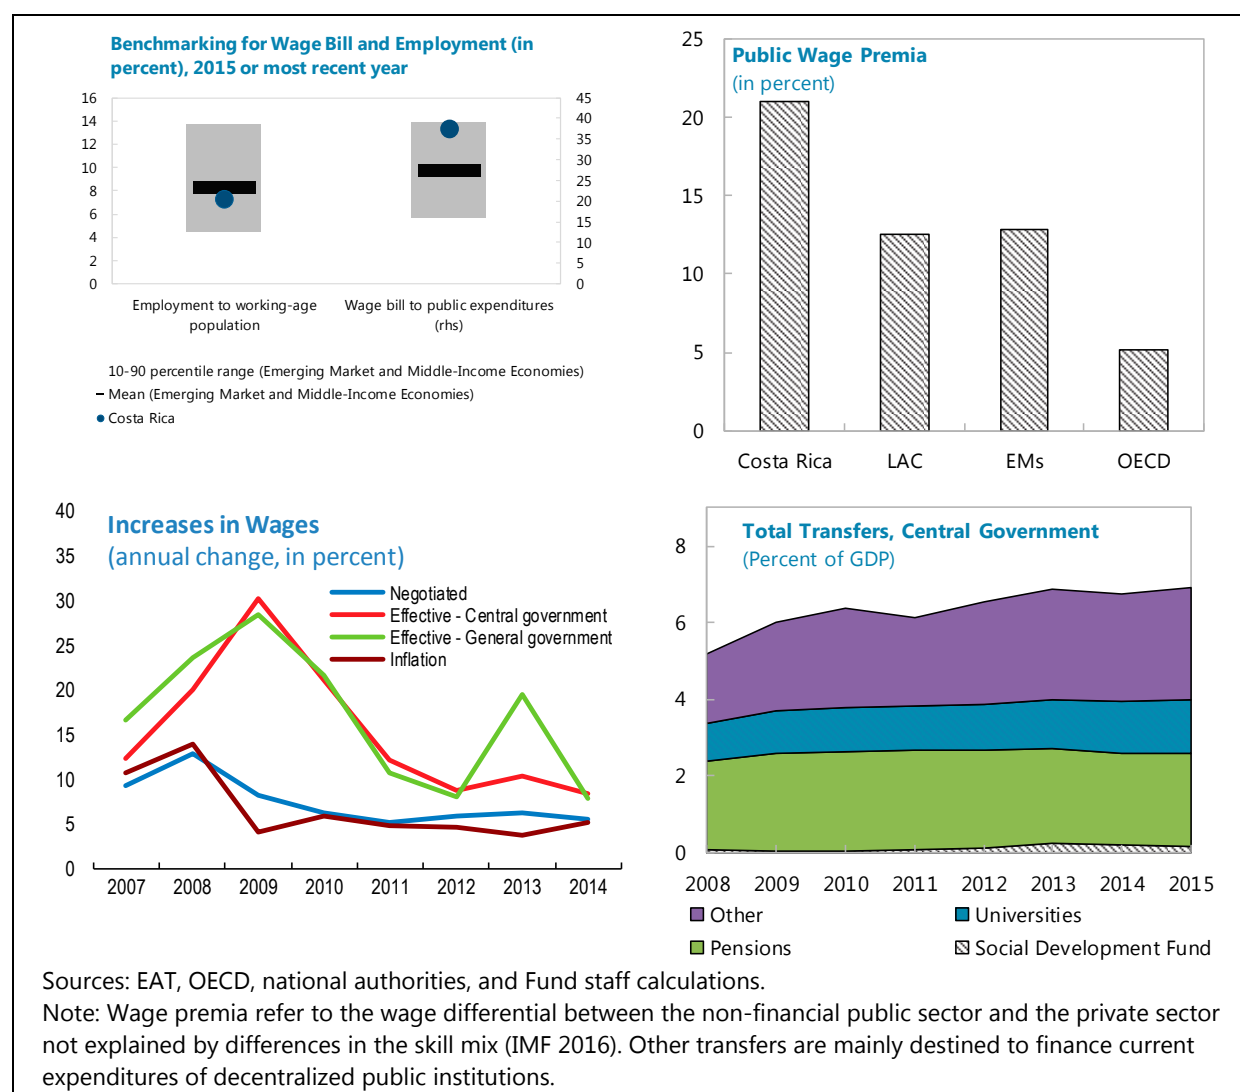 Benchmarking for Wage Bill and Employment (in
percent), 2015 or most recent year
16
14
12
10
8
6
4
2
0
45
40
35
30
25
20
15
10
5
0
Employment to working-age
population
Wage bill to public expenditures
(rhs)
10-90 percentile range (Emerging Market and Middle-Income Economies)
Mean (Emerging Market and Middle-Income Economies)
Costa Rica
Public Wage Premia
(in percent)
25
20
15
10
5
0
Costa Rica
LAC
EMs
OECD
Increases in Wages
(annual change, in percent)
40
35
30
25
20
15
10
5
0
Negotiated
Effective - Central government
Effective - General government
Inflation
2007
2008
2009
2010
2011
2012
2013
2014
Total Transfers, Central Government
(Percent of GDP)
8
6
4
2
0
2008
2009
2010
2011
2012
2013
2014
2015
Other
Universities
Pensions
Social Development Fund
Sources: EAT, OECD, national authorities, and Fund staff calculations.
Note: Wage premia refer to the wage differential between the non-financial public sector and the private sector
not explained by differences in the skill mix (IMF 2016). Other transfers are mainly destined to finance current
expenditures of decentralized public institutions.